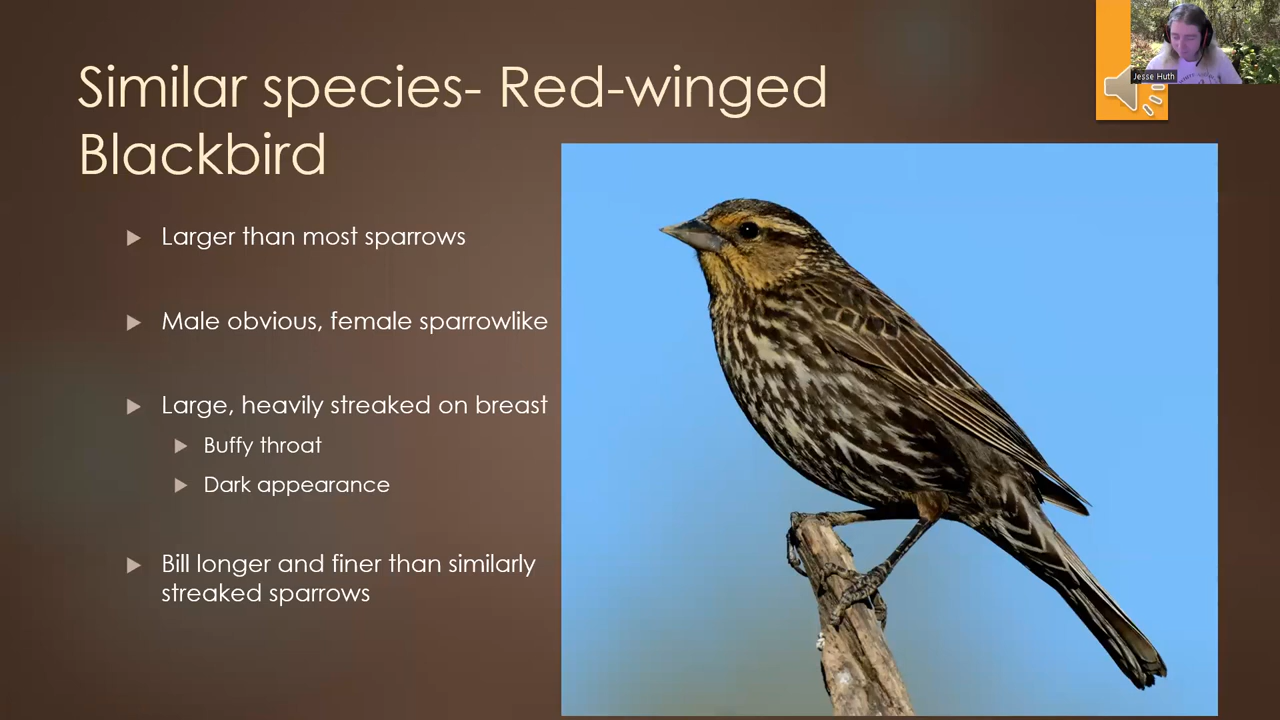 Similar species- Red-winged
Blackbird
Jesse Huth
Larger than most sparrows
Male obvious, female sparrowlike
Large, heavily streaked on breast
Buffy throat
Dark appearance
Bill longer and finer than similarly
streaked sparrows